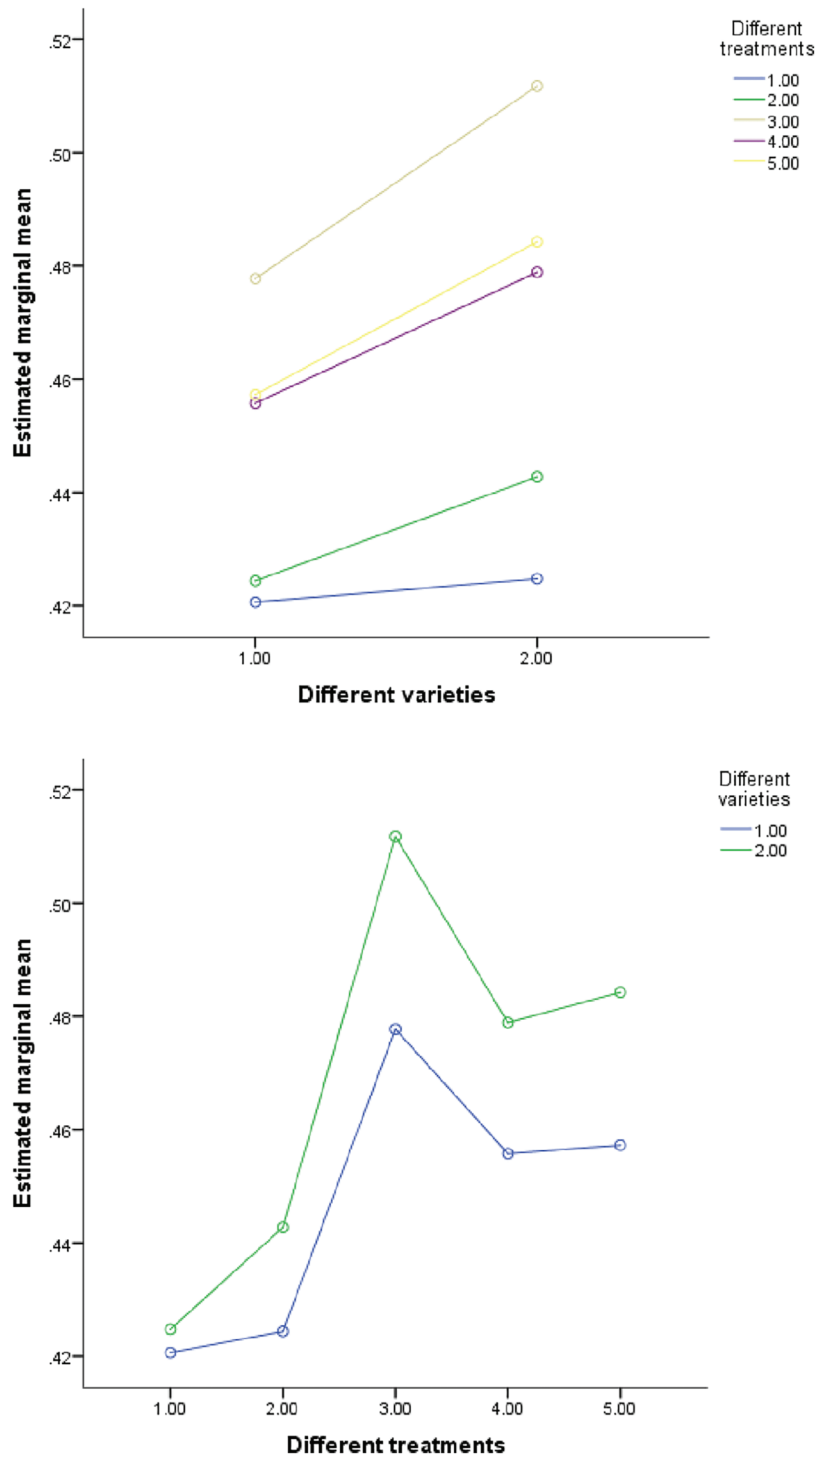 Different
treatments
1.00
2.00
3.00
4.00
5.00
.52
.50
.48
.46
.44
.42
Estimated marginal mean
1.00 2.00
Different varieties
Different
varieties
1.00
2.00
.52
.50
.48
.46
.44
.42
Estimated marginal mean
1.00 2.00 3.00 4.00 5.00
Different treatments